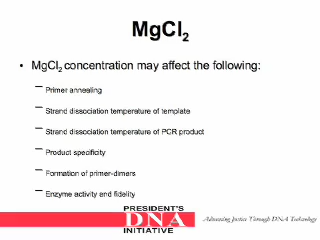 MgCl₂
• MgCl₂ concentration may affect the following:
– Primer annealing
– Strand dissociation temperature of template
– Strand dissociation temperature of PCR product
– Product specificity
– Formation of primer-dimers
– Enzyme activity and fidelity
PRESIDENT'S
DNA
INITIATIVE
Advancing Justice Through DNA Technology